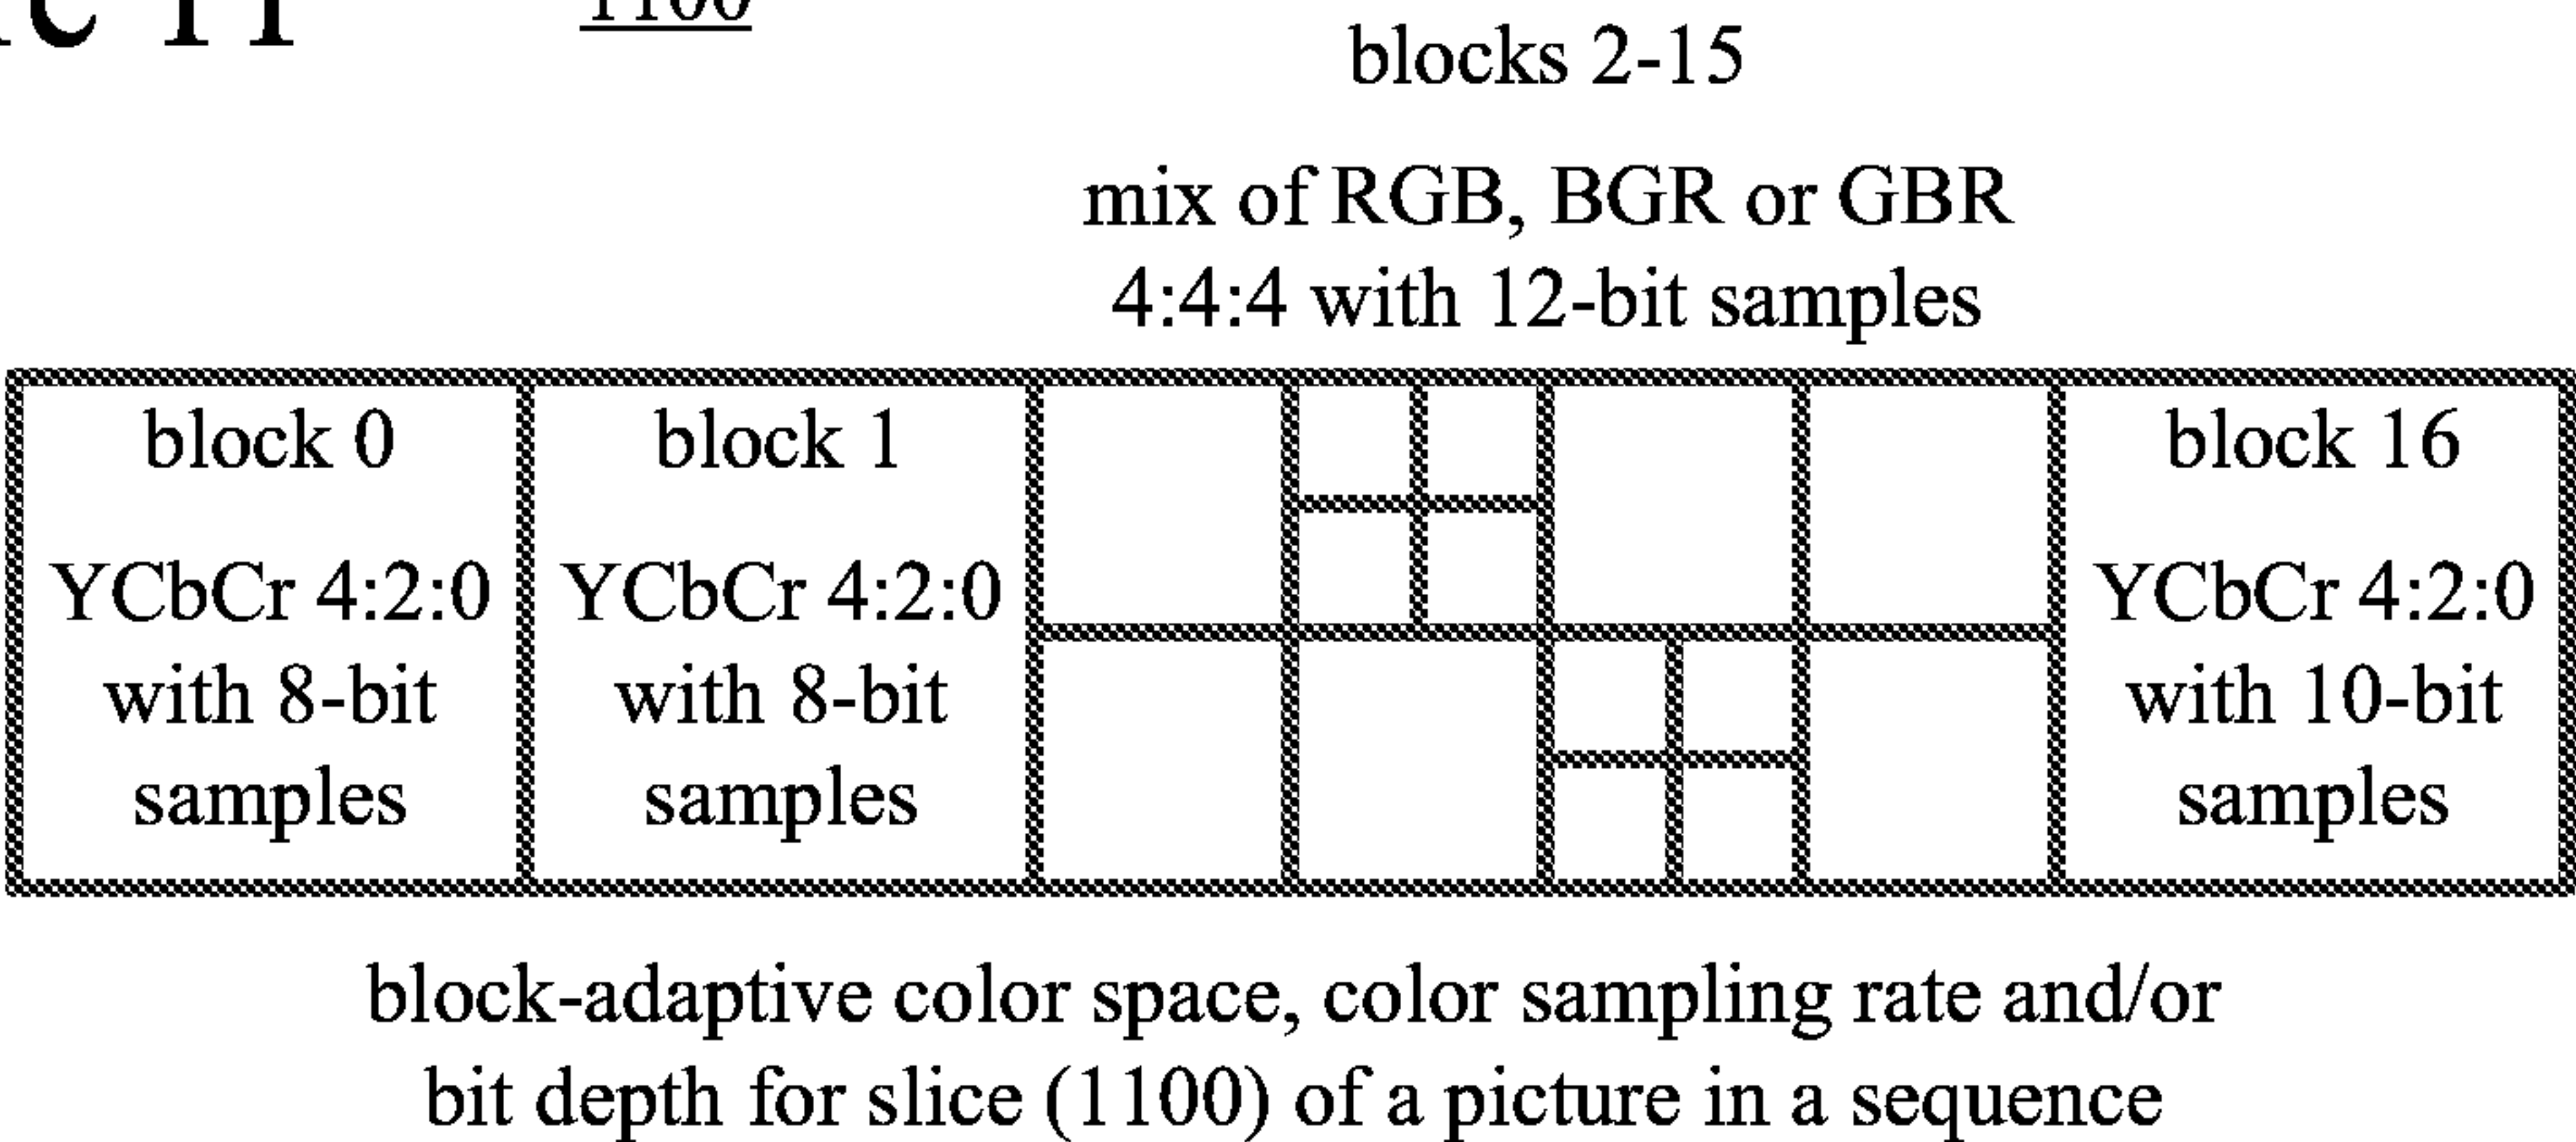 1100
blocks 2-15
mix of RGB, BGR or GBR
4:4:4 with 12-bit samples
block 0
YCbCr 4:2:0
with 8-bit
samples
block 1
YCbCr 4:2:0
with 8-bit
samples
block 16
YCbCr 4:2:0
with 10-bit
samples
block-adaptive color space, color sampling rate and/or
bit depth for slice (1100) of a picture in a sequence